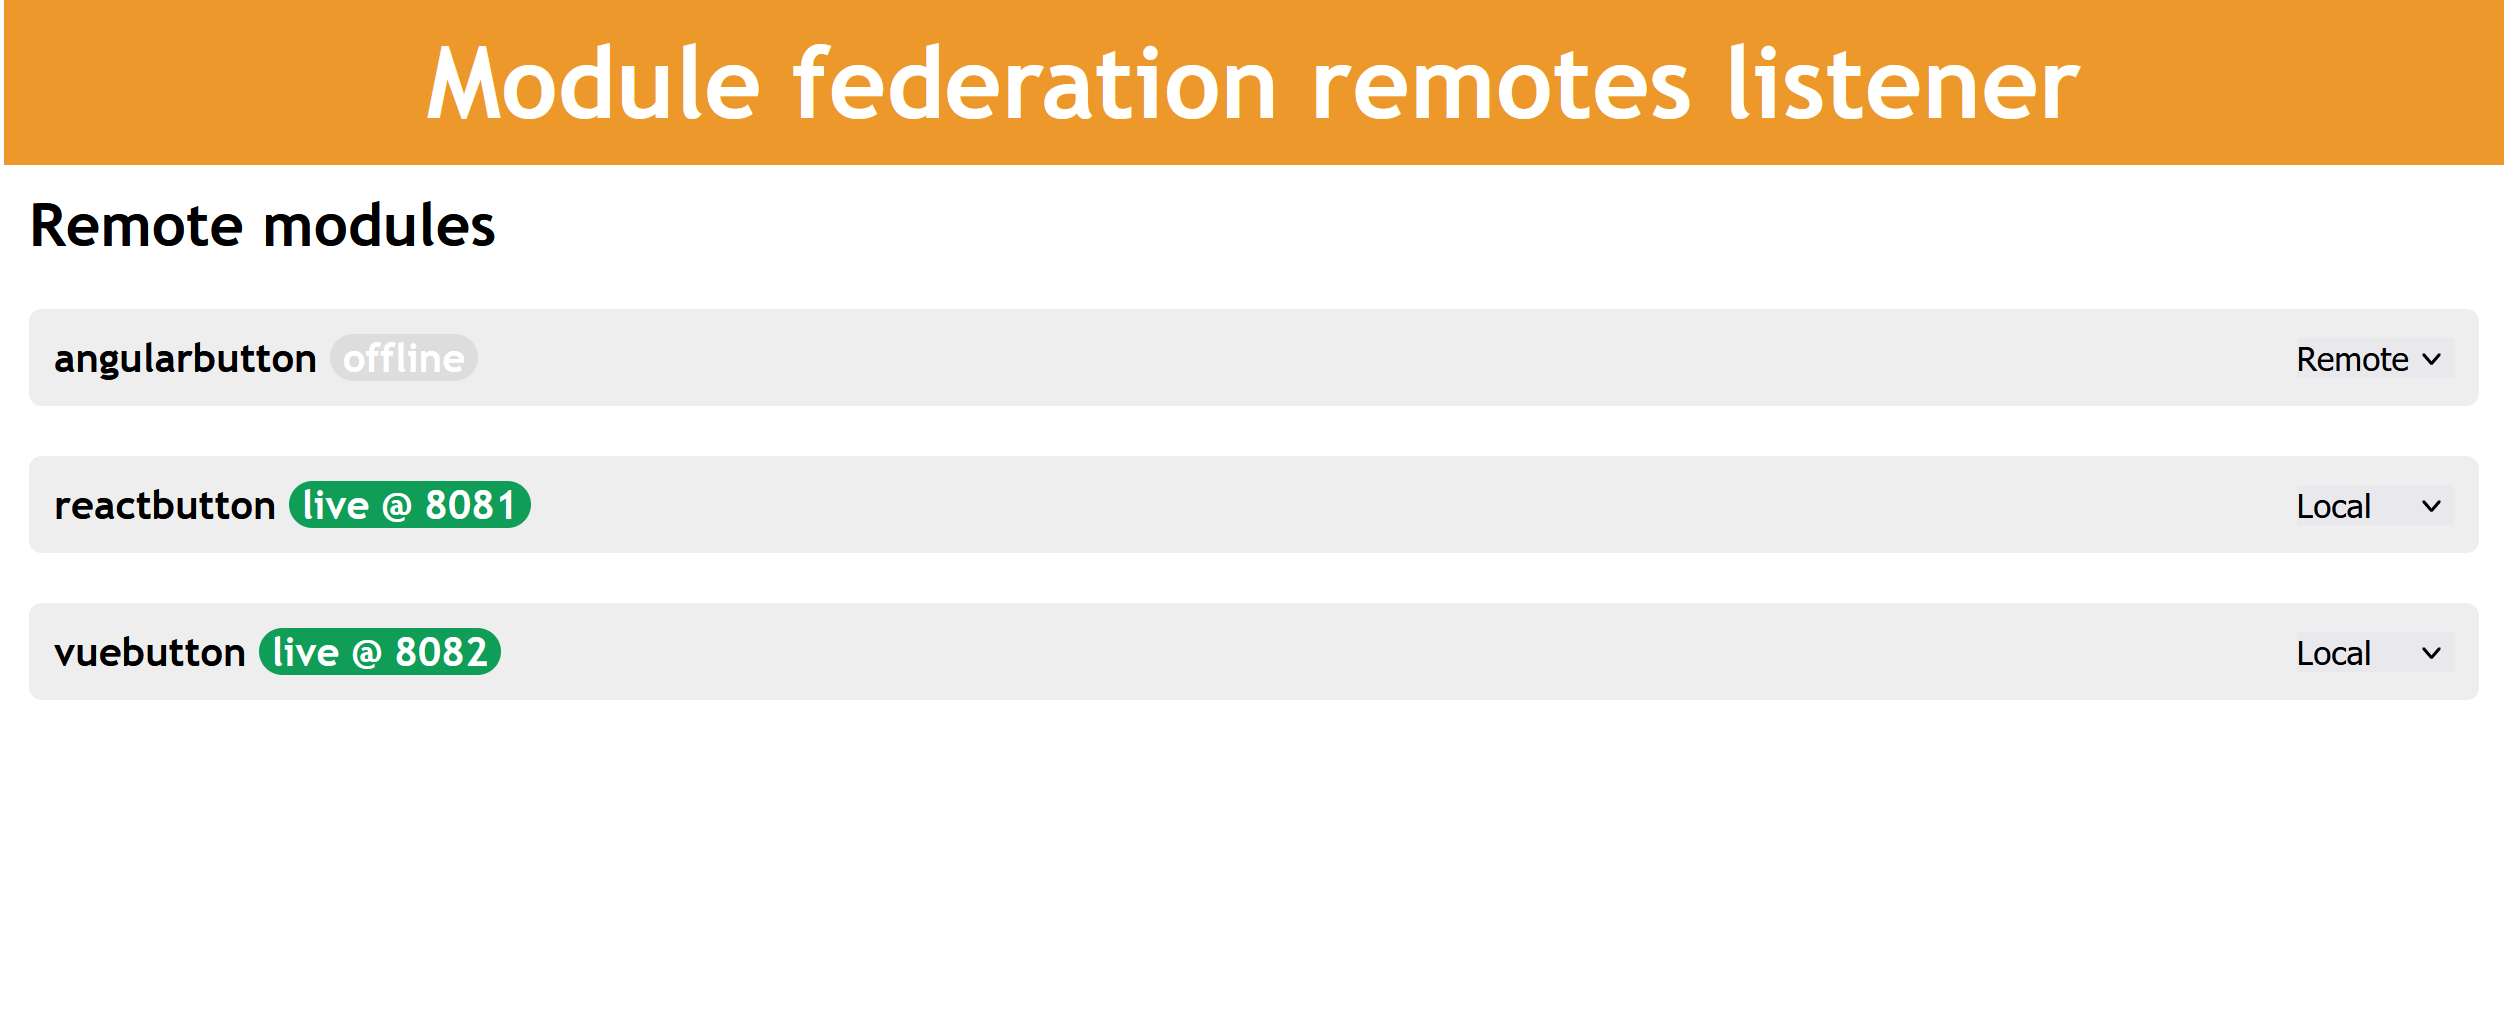 Module federation remotes listener
Remote modules
angularbutton offline Remote
reactbutton live @ 8081 Local
vuebutton live @ 8082 Local